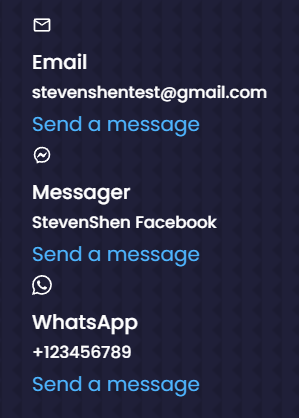 Email
stevenshentest@gmail.com
Send a message
Messager
StevenShen Facebook
Send a message
WhatsApp
+123456789
Send a message